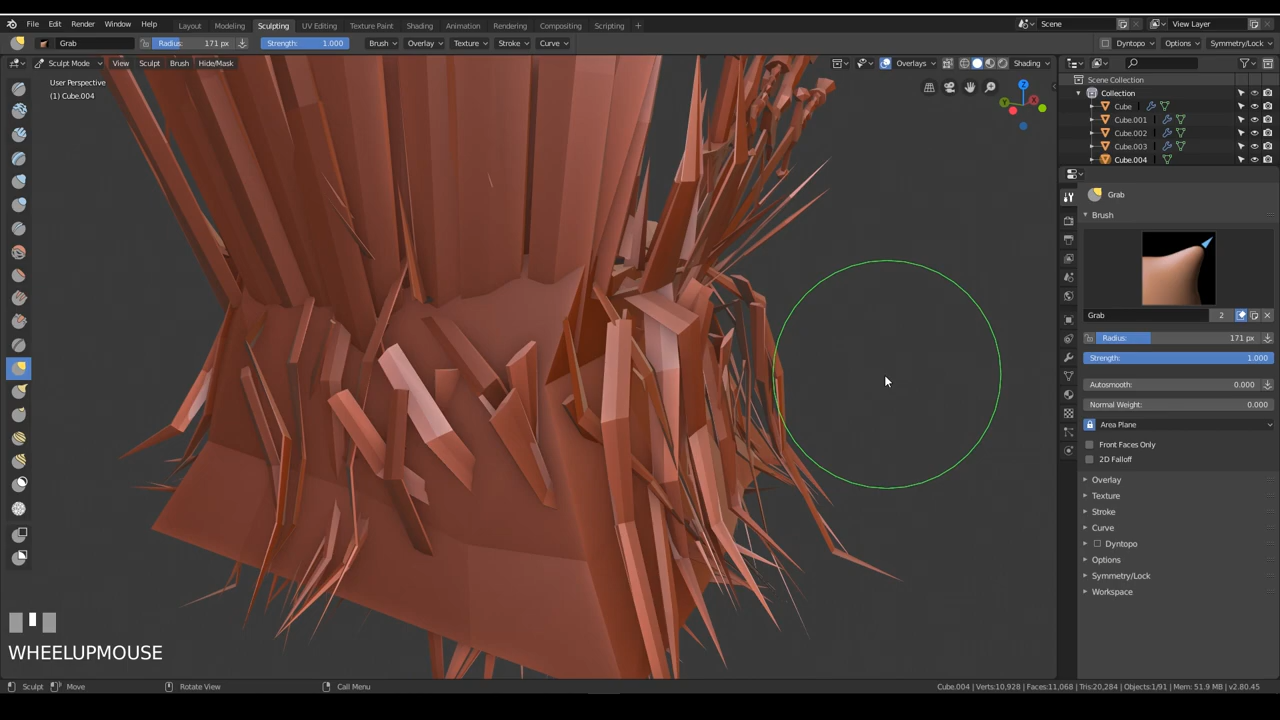 File Edit Render Window Help Layout Modeling Sculpting UV Editing Texture Paint Shading Animation Rendering Compositing Scripting + Scene View Layer
Grab Radius: 171 px Strength: 1.000 Brush Overlay Texture Stroke Curve Dyntopo Options Symmetry/Lock
Sculpt Mode View Sculpt Brush Hide/Mask Overlays Shading
User Perspective
(1) Cube.004
Z
Y
X
Scene Collection
Collection
Cube
Cube.001
Cube.002
Cube.003
Cube.004
Grab
Brush
Grab 2
Radius: 171 px
Strength: 1.000
Autosmooth: 0.000
Normal Weight: 0.000
Area Plane
Front Faces Only
2D Falloff
Overlay
Texture
Stroke
Curve
Dyntopo
Options
Symmetry/Lock
Workspace
WHEELUPMOUSE
Sculpt Move Rotate View Call Menu Cube.004 | Verts:10,928 | Faces:11,068 | Tris:20,284 | Objects:1/91 | Mem: 51.9 MB | v2.80.45